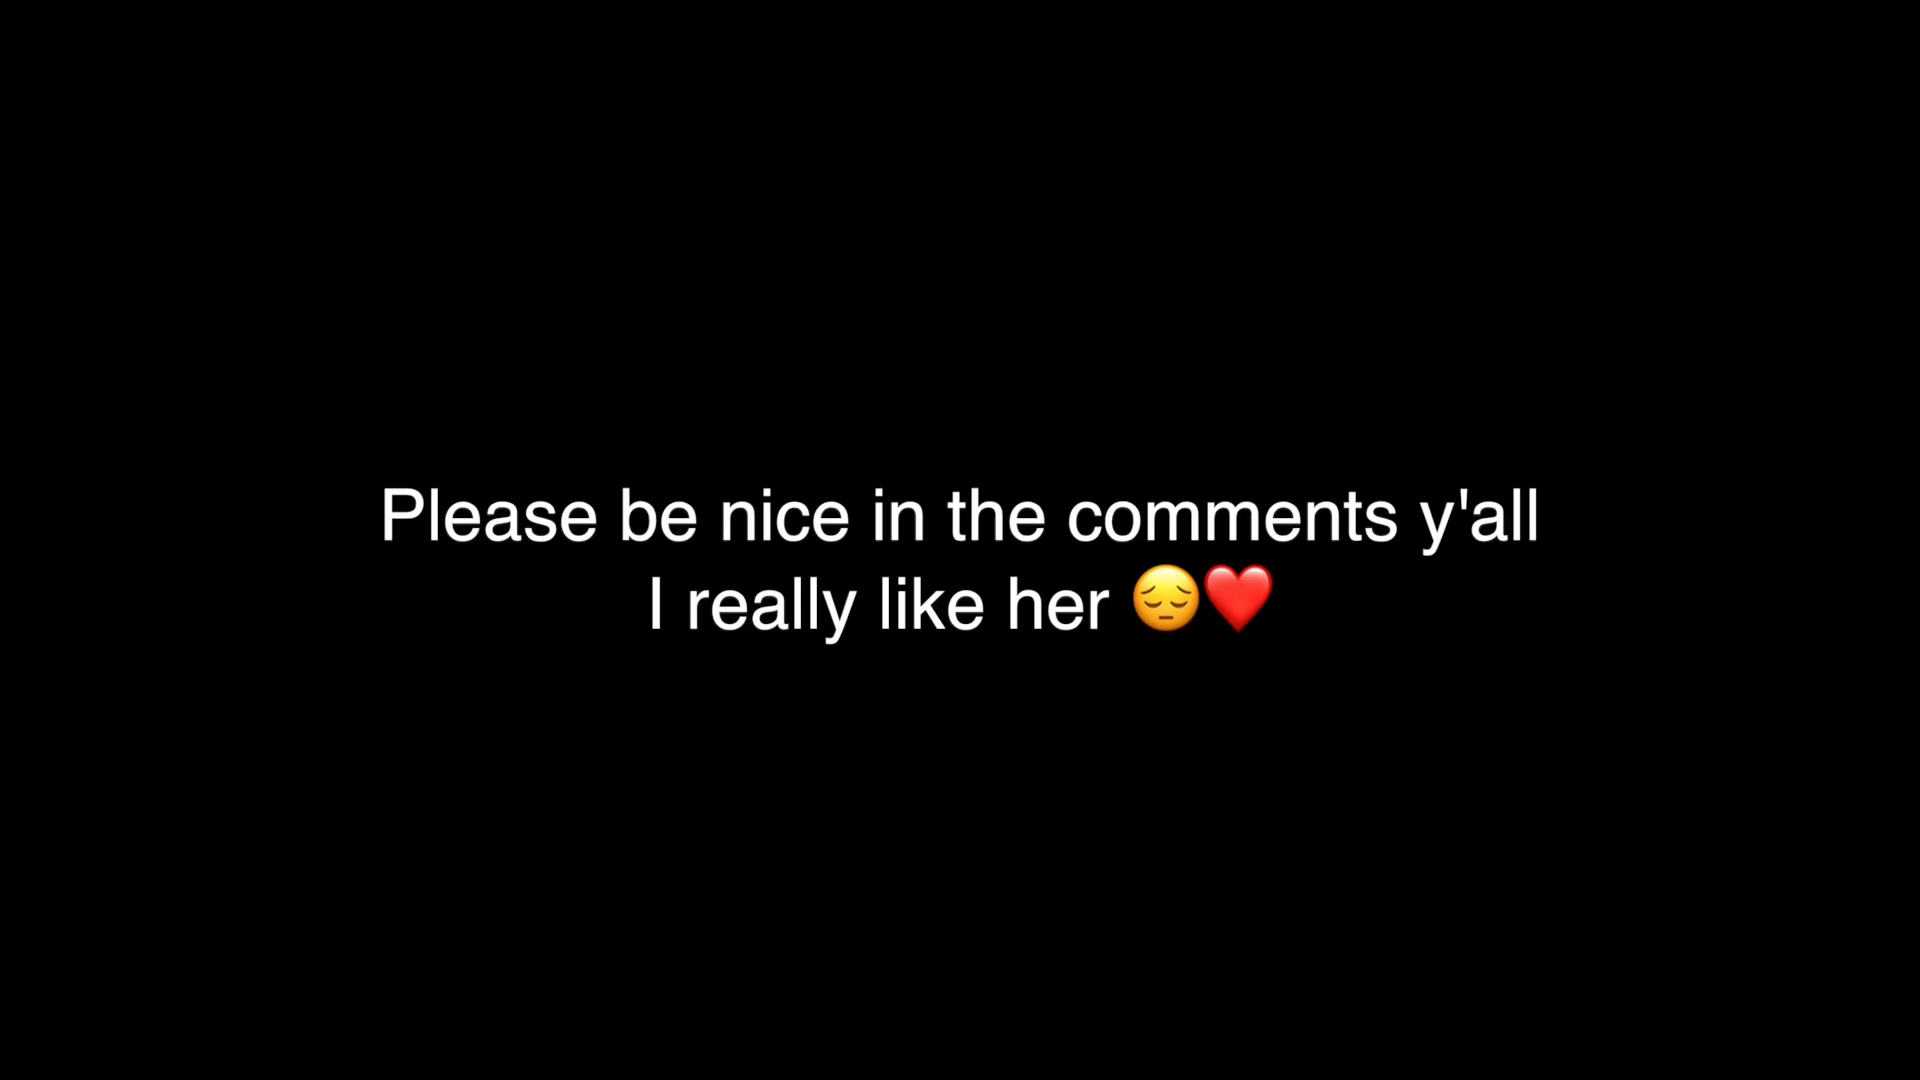 Please be nice in the comments y'all
I really like her 😔❤️